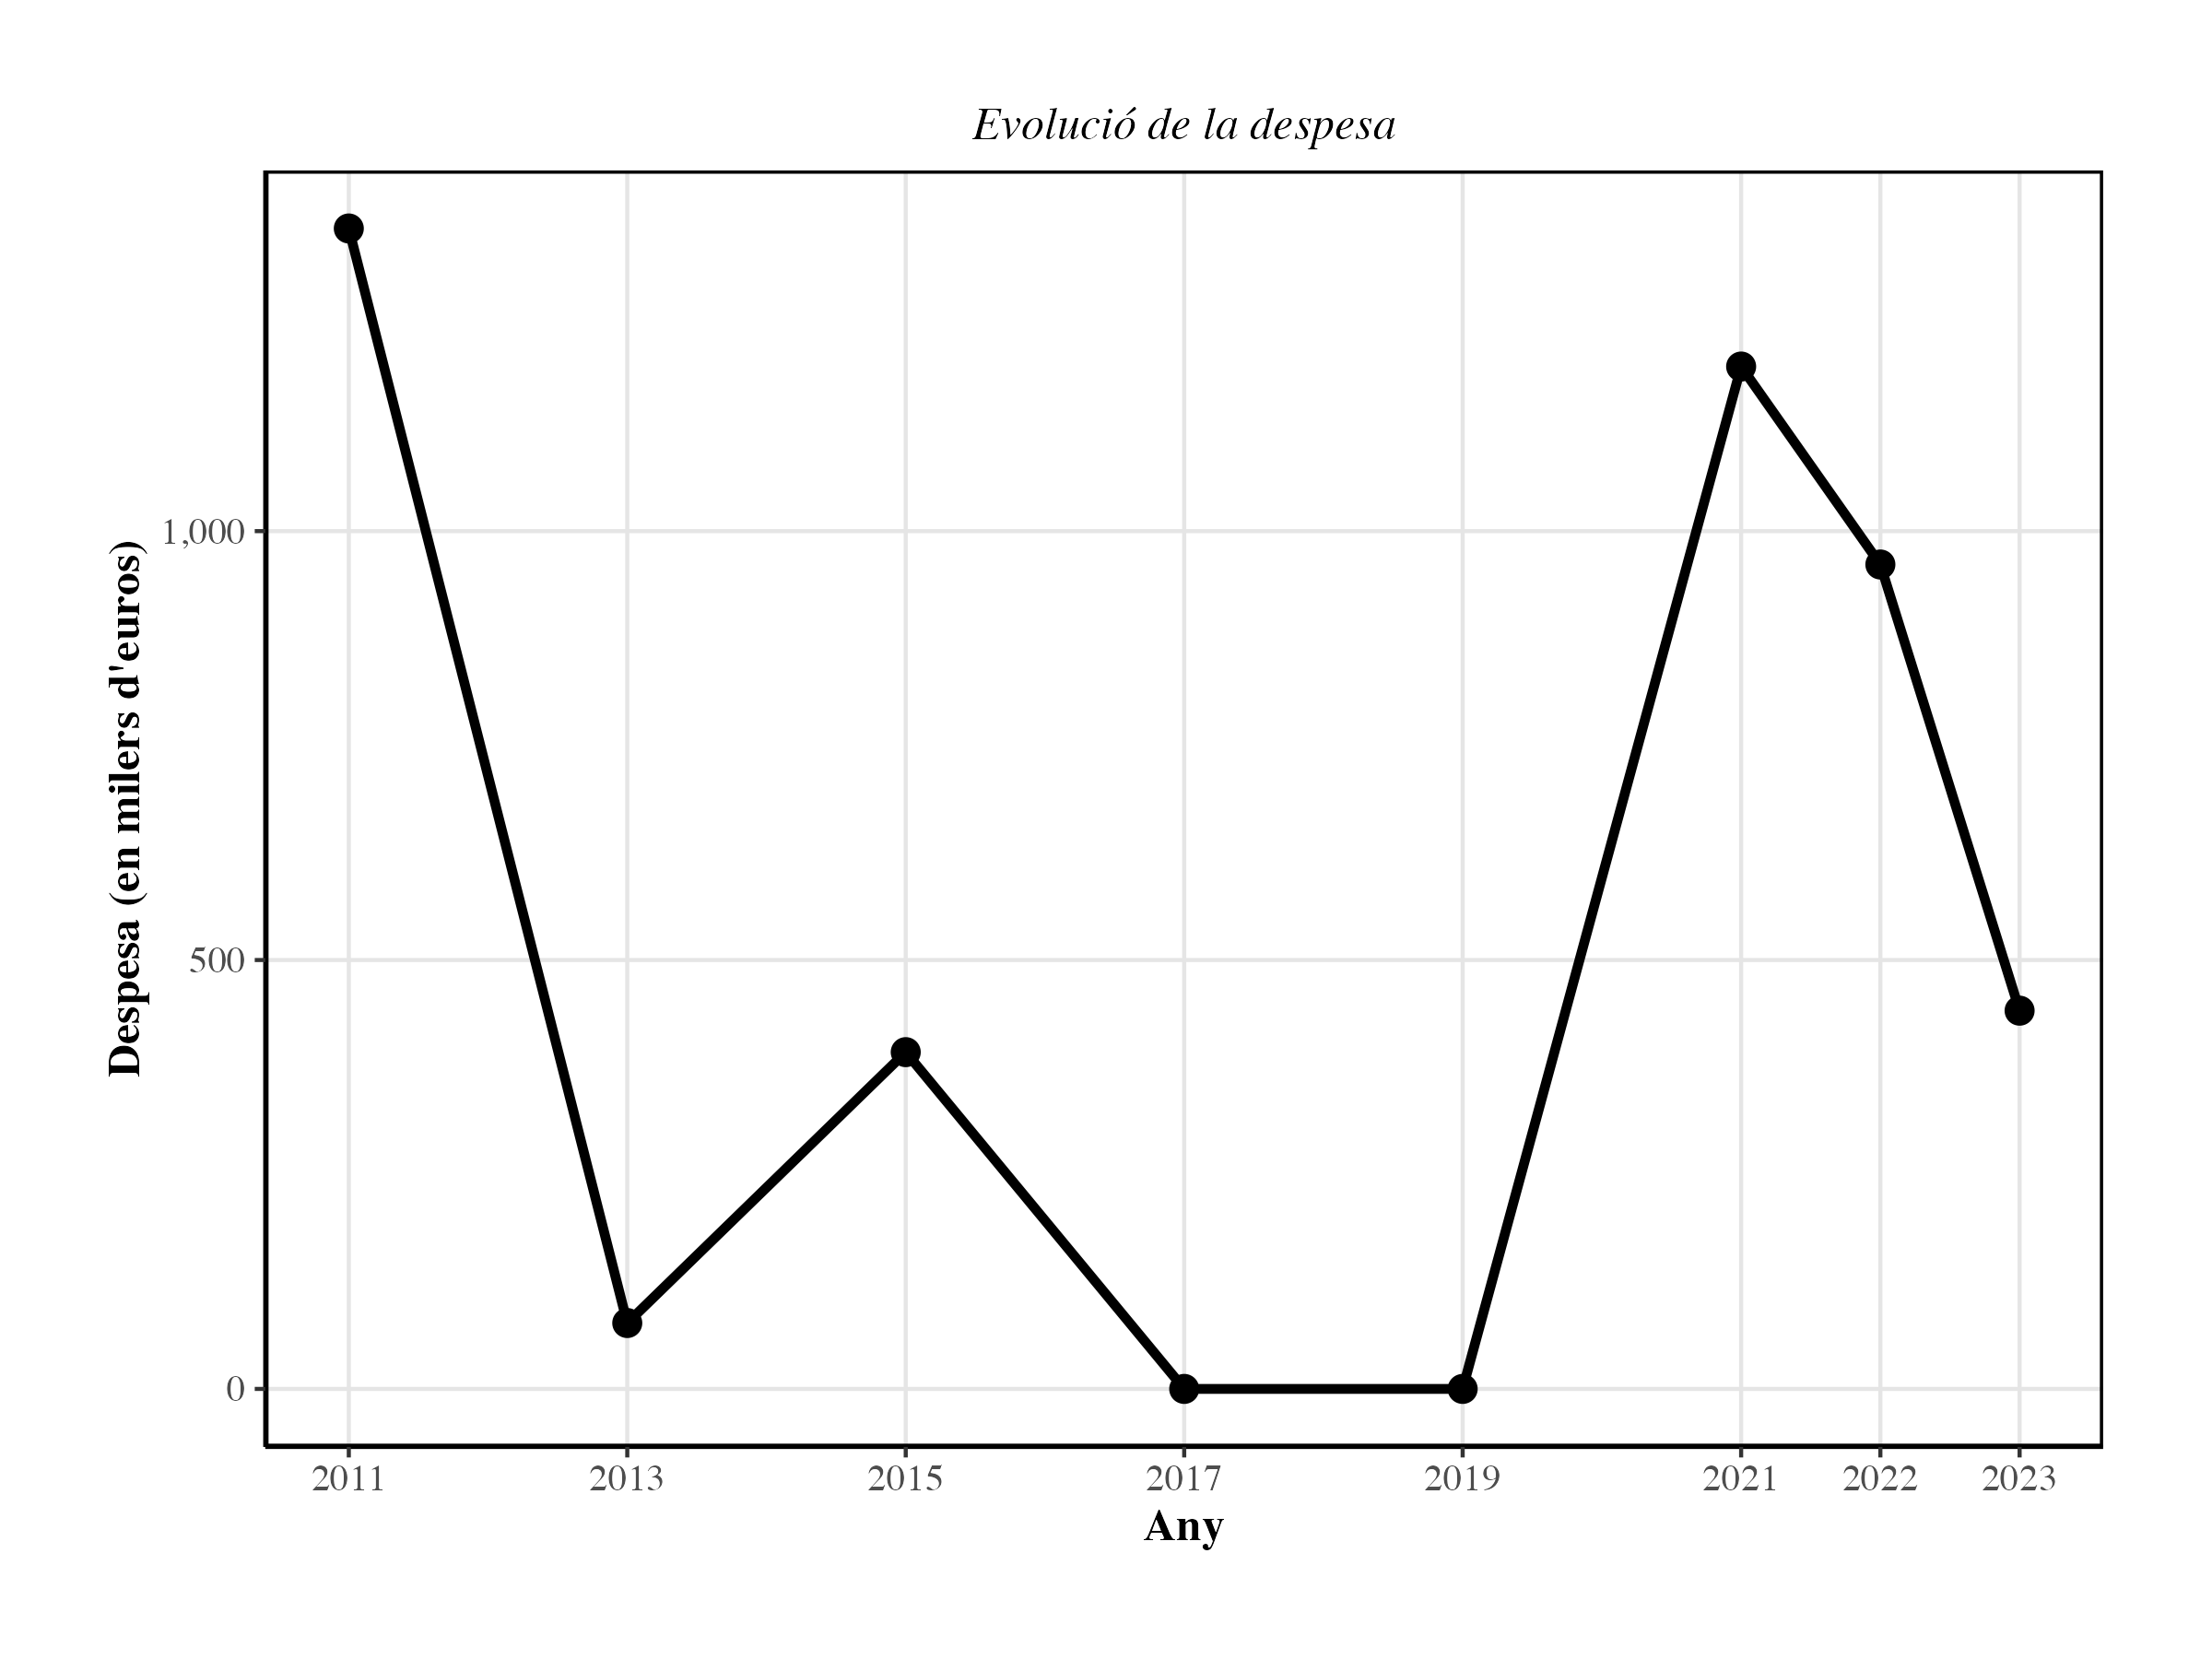 Evolució de la despesa
Despesa (en milers d'euros)
1,000
500
0
2011 2013 2015 2017 2019 2021 2022 2023
Any